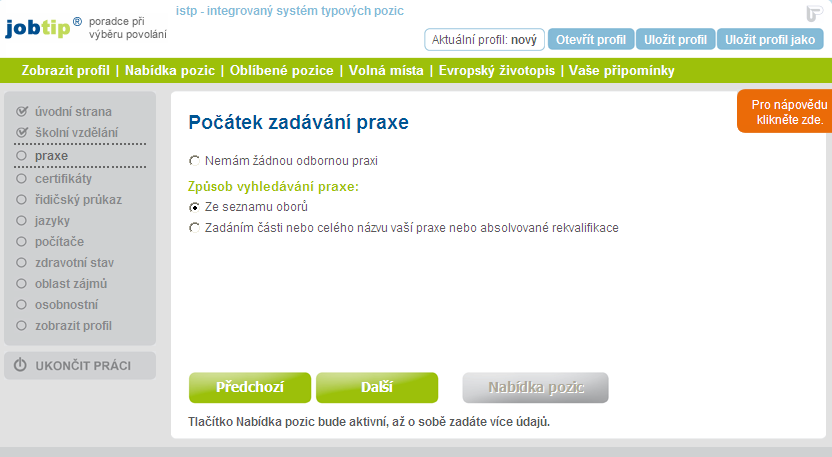 jobtip® poradce při
výběru povolání
istp - integrovaný systém typových pozic
Aktuální profil: nový Otevřít profil Uložit profil Uložit profil jako
Zobrazit profil | Nabídka pozic | Oblíbené pozice | Volná místa | Evropský životopis | Vaše připomínky
úvodní strana
školní vzdělání
praxe
certifikáty
řidičský průkaz
jazyky
počítače
zdravotní stav
oblast zájmů
osobnostní
zobrazit profil
UKONČIT PRÁCI
Pro nápovědu
klikněte zde.
Počátek zadávání praxe
Nemám žádnou odbornou praxi
Způsob vyhledávání praxe:
Ze seznamu oborů
Zadáním části nebo celého názvu vaší praxe nebo absolvované rekvalifikace
Předchozí Další Nabídka pozic
Tlačítko Nabídka pozic bude aktivní, až o sobě zadáte více údajů.